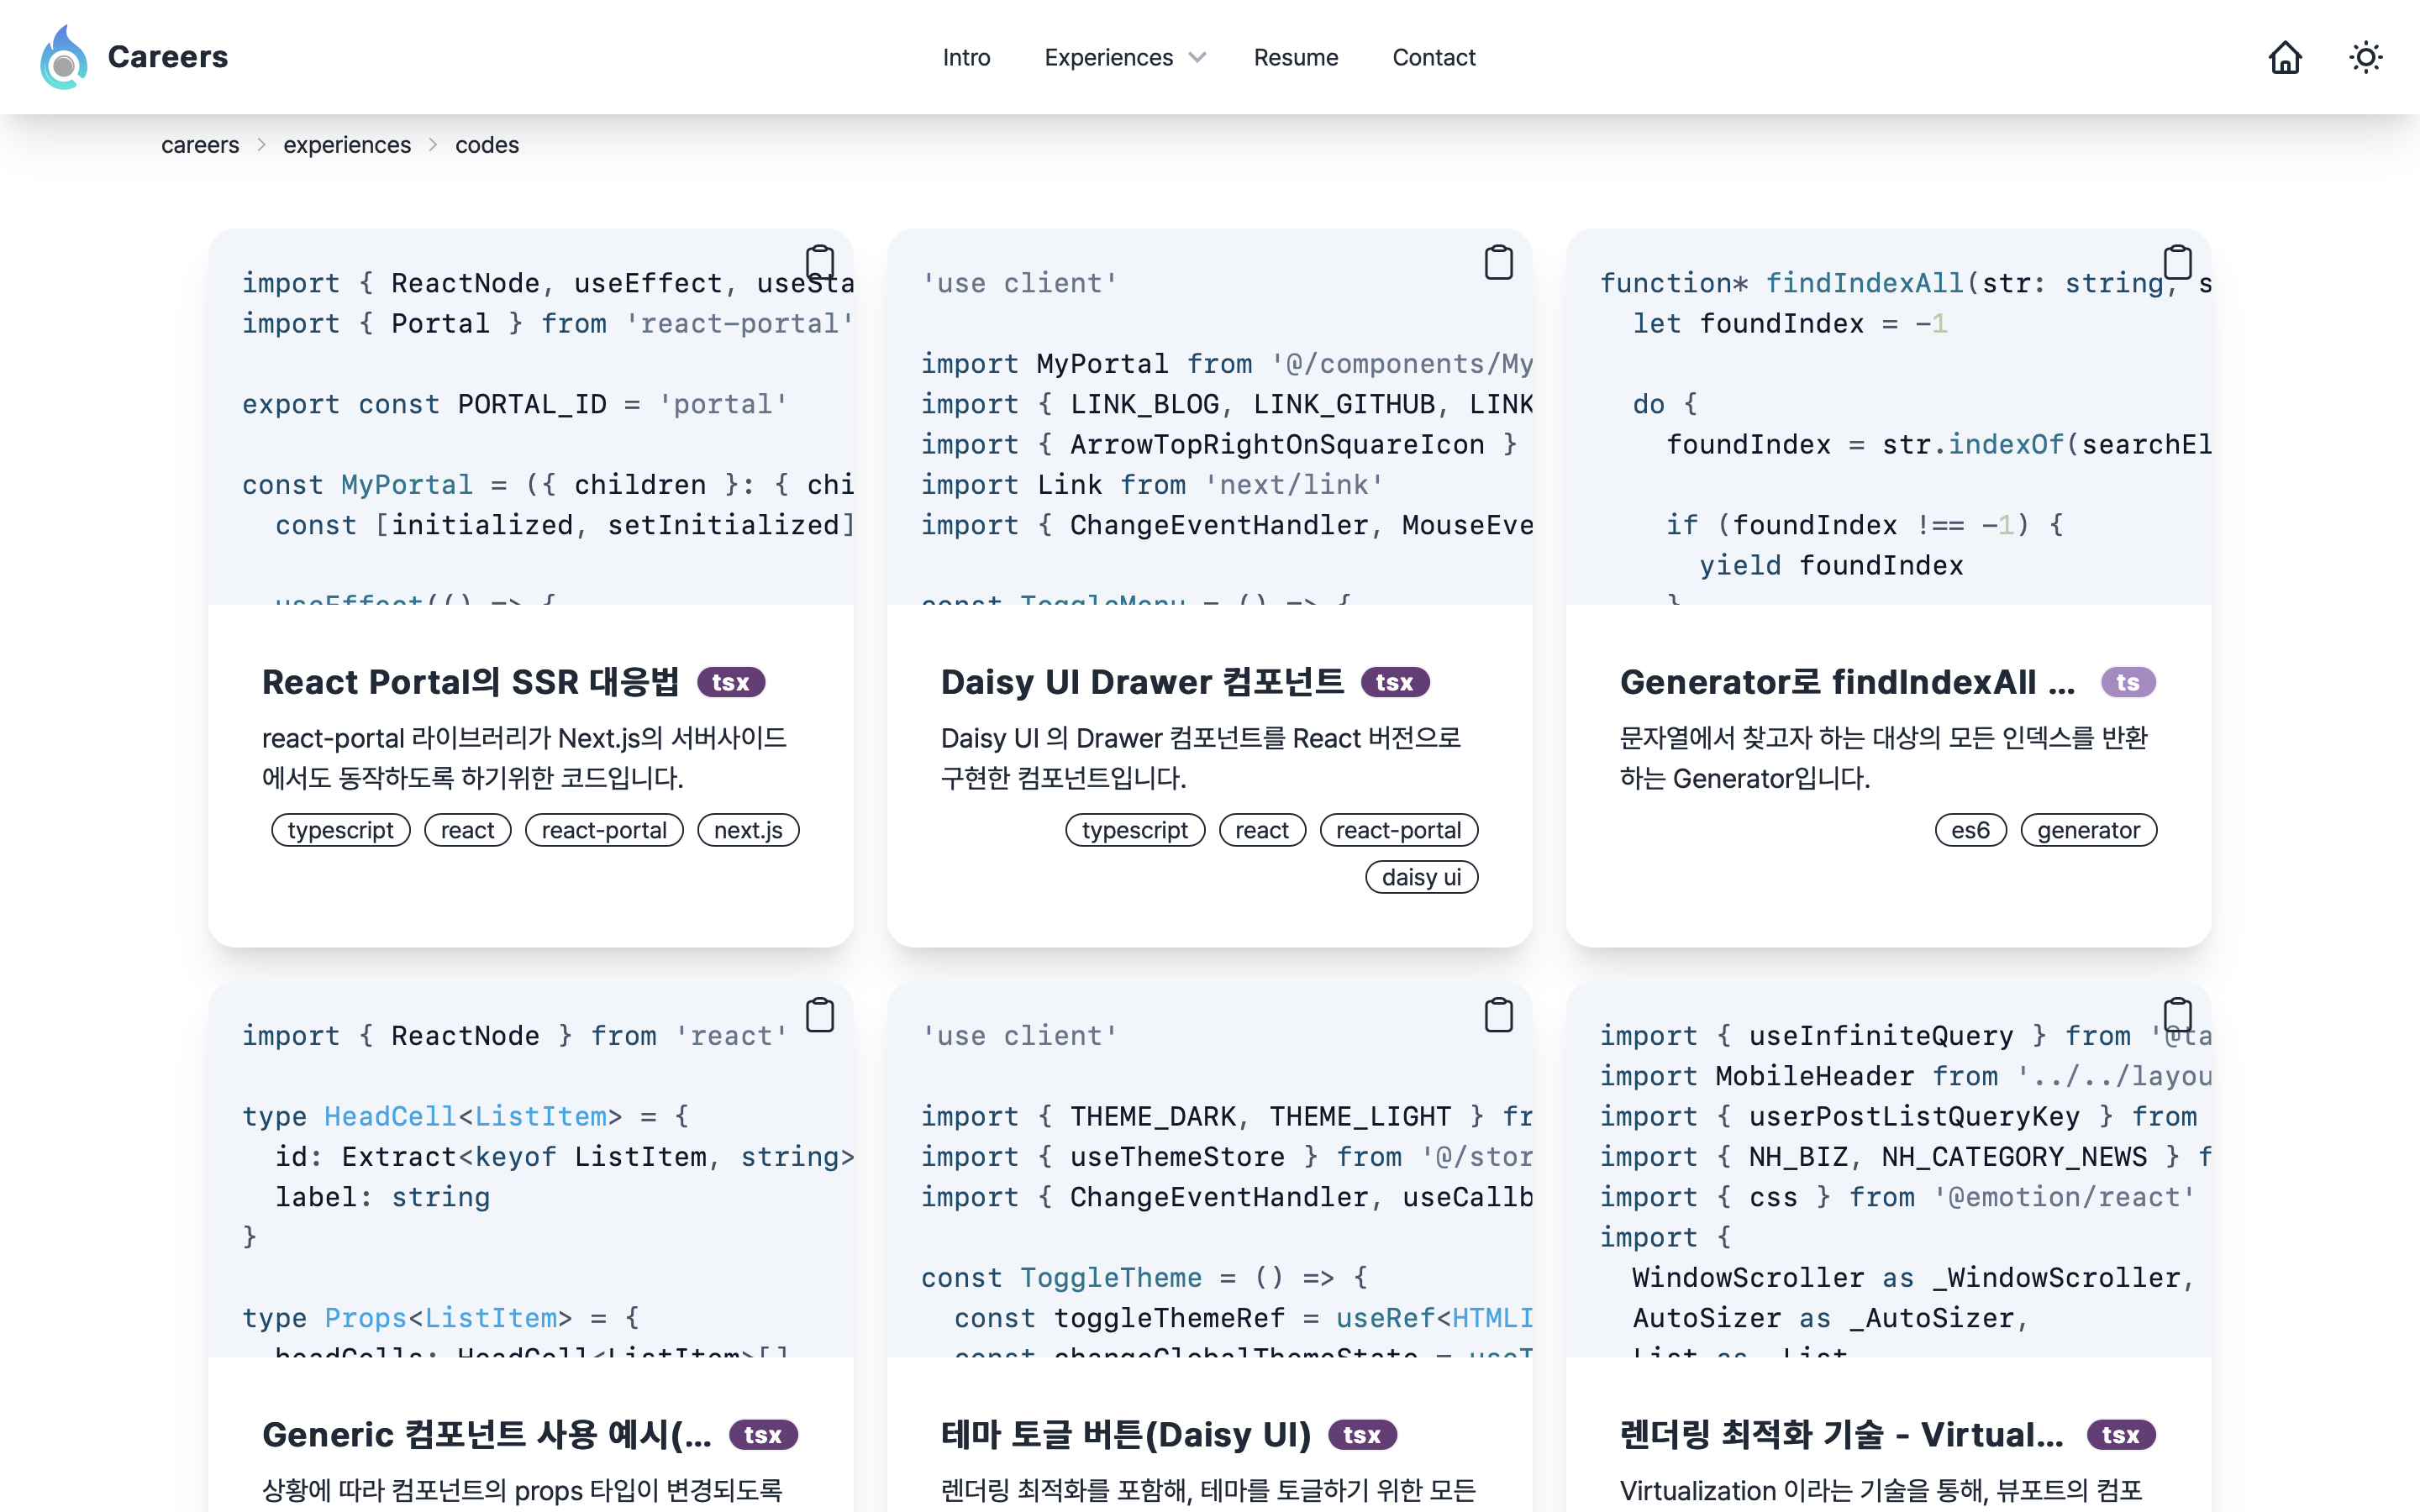 Careers
Intro
Experiences
Resume
Contact
careers > experiences > codes
import { ReactNode, useEffect, useSta
import { Portal } from 'react-portal'
export const PORTAL_ID = 'portal'
const MyPortal = ({ children }: { chi
const [initialized, setInitialized]
useEffect(() => {
React Portal의 SSR 대응법 tsx
react-portal 라이브러리가 Next.js의 서버사이드
에서도 동작하도록 하기위한 코드입니다.
typescript react react-portal next.js
'use client'
import MyPortal from '@/components/My
import { LINK_BLOG, LINK_GITHUB, LINK
import { ArrowTopRightOnSquareIcon }
import Link from 'next/link'
import { ChangeEventHandler, MouseEve
const ToggleMenu = () => {
Daisy UI Drawer 컴포넌트 tsx
Daisy UI 의 Drawer 컴포넌트를 React 버전으로
구현한 컴포넌트입니다.
typescript react react-portal
daisy ui
function* findIndexAll(str: string, s
let foundIndex = -1
do {
foundIndex = str.indexOf(searchEl
if (foundIndex !== -1) {
yield foundIndex
}
Generator로 findIndexAll ... ts
문자열에서 찾고자 하는 대상의 모든 인덱스를 반환
하는 Generator입니다.
es6 generator
import { ReactNode } from 'react'
type HeadCell<ListItem> = {
id: Extract<keyof ListItem, string>
label: string
}
type Props<ListItem> = {
headCells: HeadCell<ListItem>[]
Generic 컴포넌트 사용 예시(... tsx
상황에 따라 컴포넌트의 props 타입이 변경되도록
'use client'
import { THEME_DARK, THEME_LIGHT } fr
import { useThemeStore } from '@/stor
import { ChangeEventHandler, useCallb
const ToggleTheme = () => {
const toggleThemeRef = useRef<HTMLI
const changeGlobalThemeState = useT
테마 토글 버튼(Daisy UI) tsx
렌더링 최적화를 포함해, 테마를 토글하기 위한 모든
import { useInfiniteQuery } from '@ta
import MobileHeader from '../../layou
import { userPostListQueryKey } from
import { NH_BIZ, NH_CATEGORY_NEWS } f
import { css } from '@emotion/react'
import {
WindowScroller as _WindowScroller,
AutoSizer as _AutoSizer,
List as _List
렌더링 최적화 기술 - Virtual... tsx
Virtualization 이라는 기술을 통해, 뷰포트의 컴포